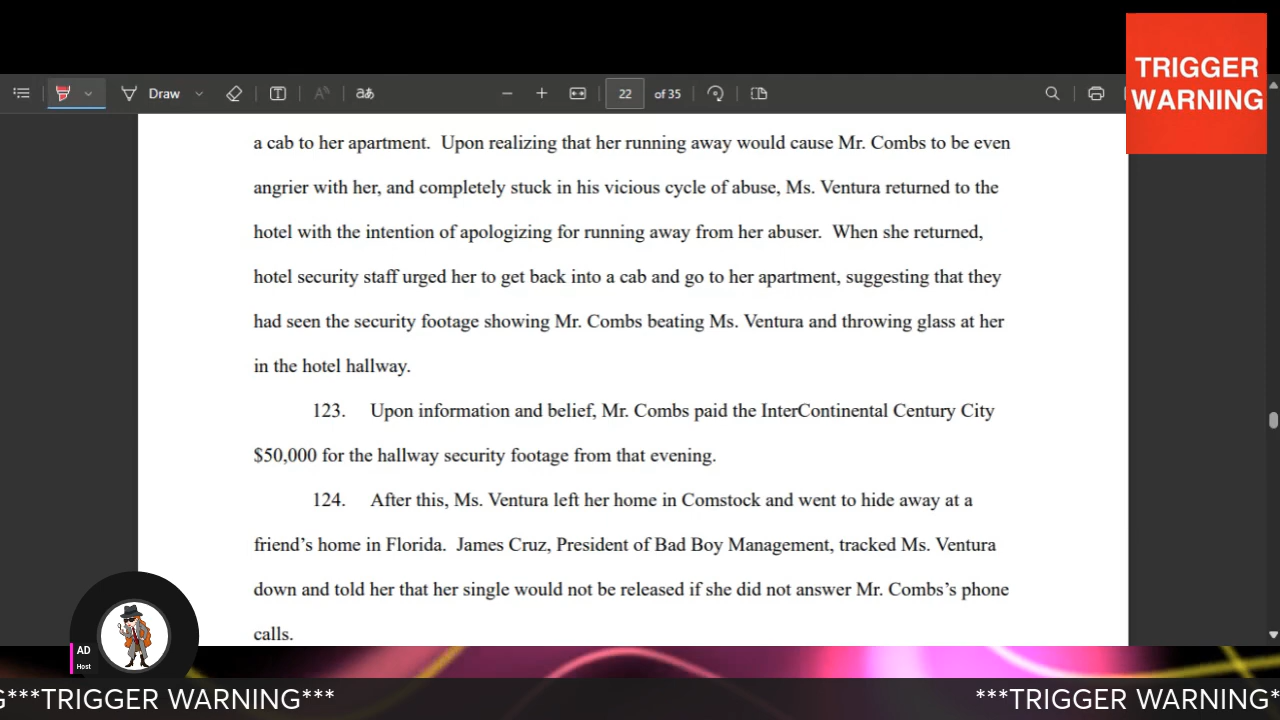 TRIGGER
WARNING
Draw
aあ
22 of 35
a cab to her apartment.  Upon realizing that her running away would cause Mr. Combs to be even
angrier with her, and completely stuck in his vicious cycle of abuse, Ms. Ventura returned to the
hotel with the intention of apologizing for running away from her abuser.  When she returned,
hotel security staff urged her to get back into a cab and go to her apartment, suggesting that they
had seen the security footage showing Mr. Combs beating Ms. Ventura and throwing glass at her
in the hotel hallway.
123. Upon information and belief, Mr. Combs paid the InterContinental Century City
$50,000 for the hallway security footage from that evening.
124. After this, Ms. Ventura left her home in Comstock and went to hide away at a
friend’s home in Florida.  James Cruz, President of Bad Boy Management, tracked Ms. Ventura
down and told her that her single would not be released if she did not answer Mr. Combs’s phone
calls.
AD
Host
G***TRIGGER WARNING*** ***TRIGGER WARNING*